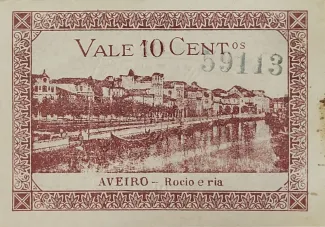 VALE 10 CENTos
59113
AVEIRO — Rocio e ria